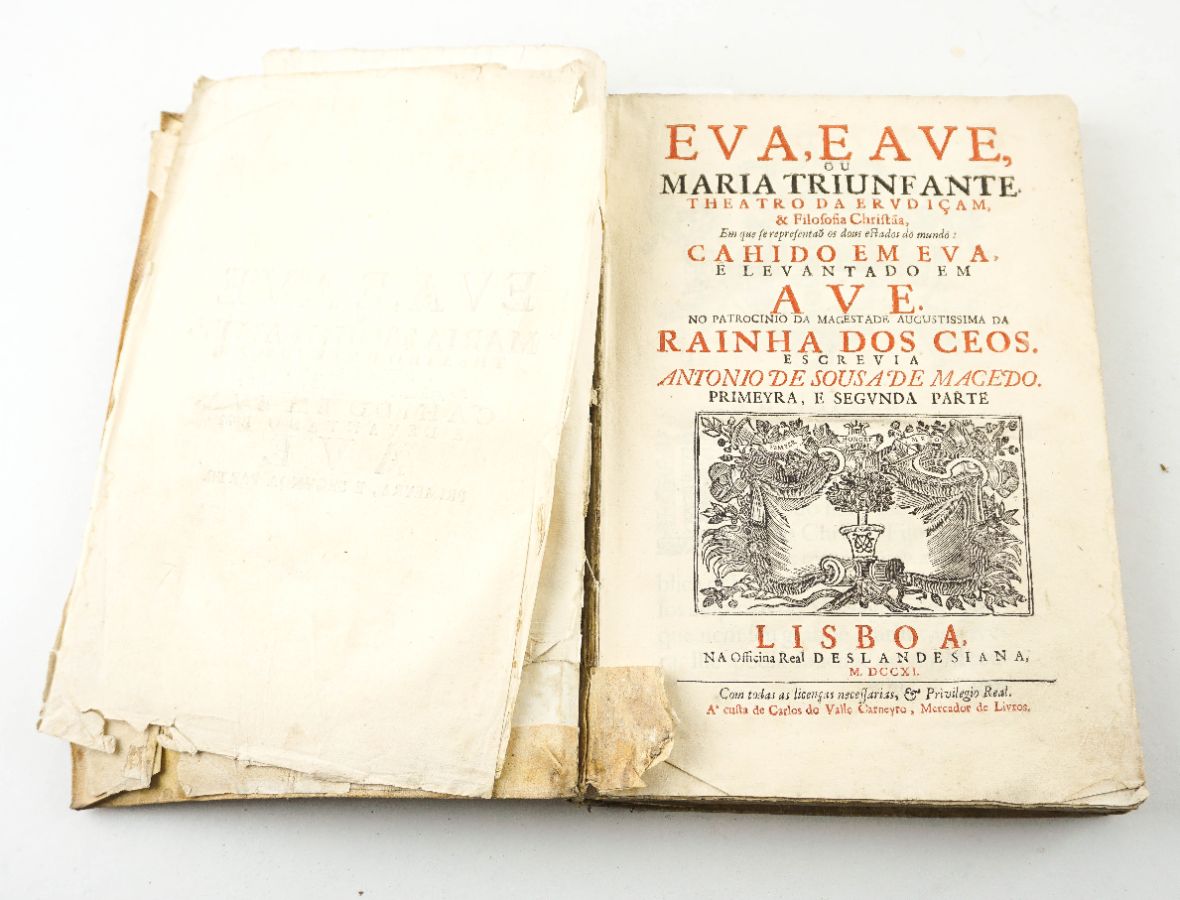 EVA, E AVE,
OU
MARIA TRIUNFANTE.
THEATRO DA ERVDIÇAM,
& Filosofia Christãa,
Em que se representaõ os dous estados do mundo:
CAHIDO EM EVA,
E LEVANTADO EM
AVE.
NO PATROCINIO DA MAGESTADE AUGUSTISSIMA DA
RAINHA DOS CEOS.
ESCREVIA
ANTONIO DE SOUSA DE MACEDO.
PRIMEYRA, E SEGVNDA PARTE
LISBOA,
NA Officina Real DESLANDESIANA,
M. DCCXI.
Com todas as licenças necessarias, & Privilegio Real.
A' custa de Carlos do Valle Carneyro, Mercador de Livros.